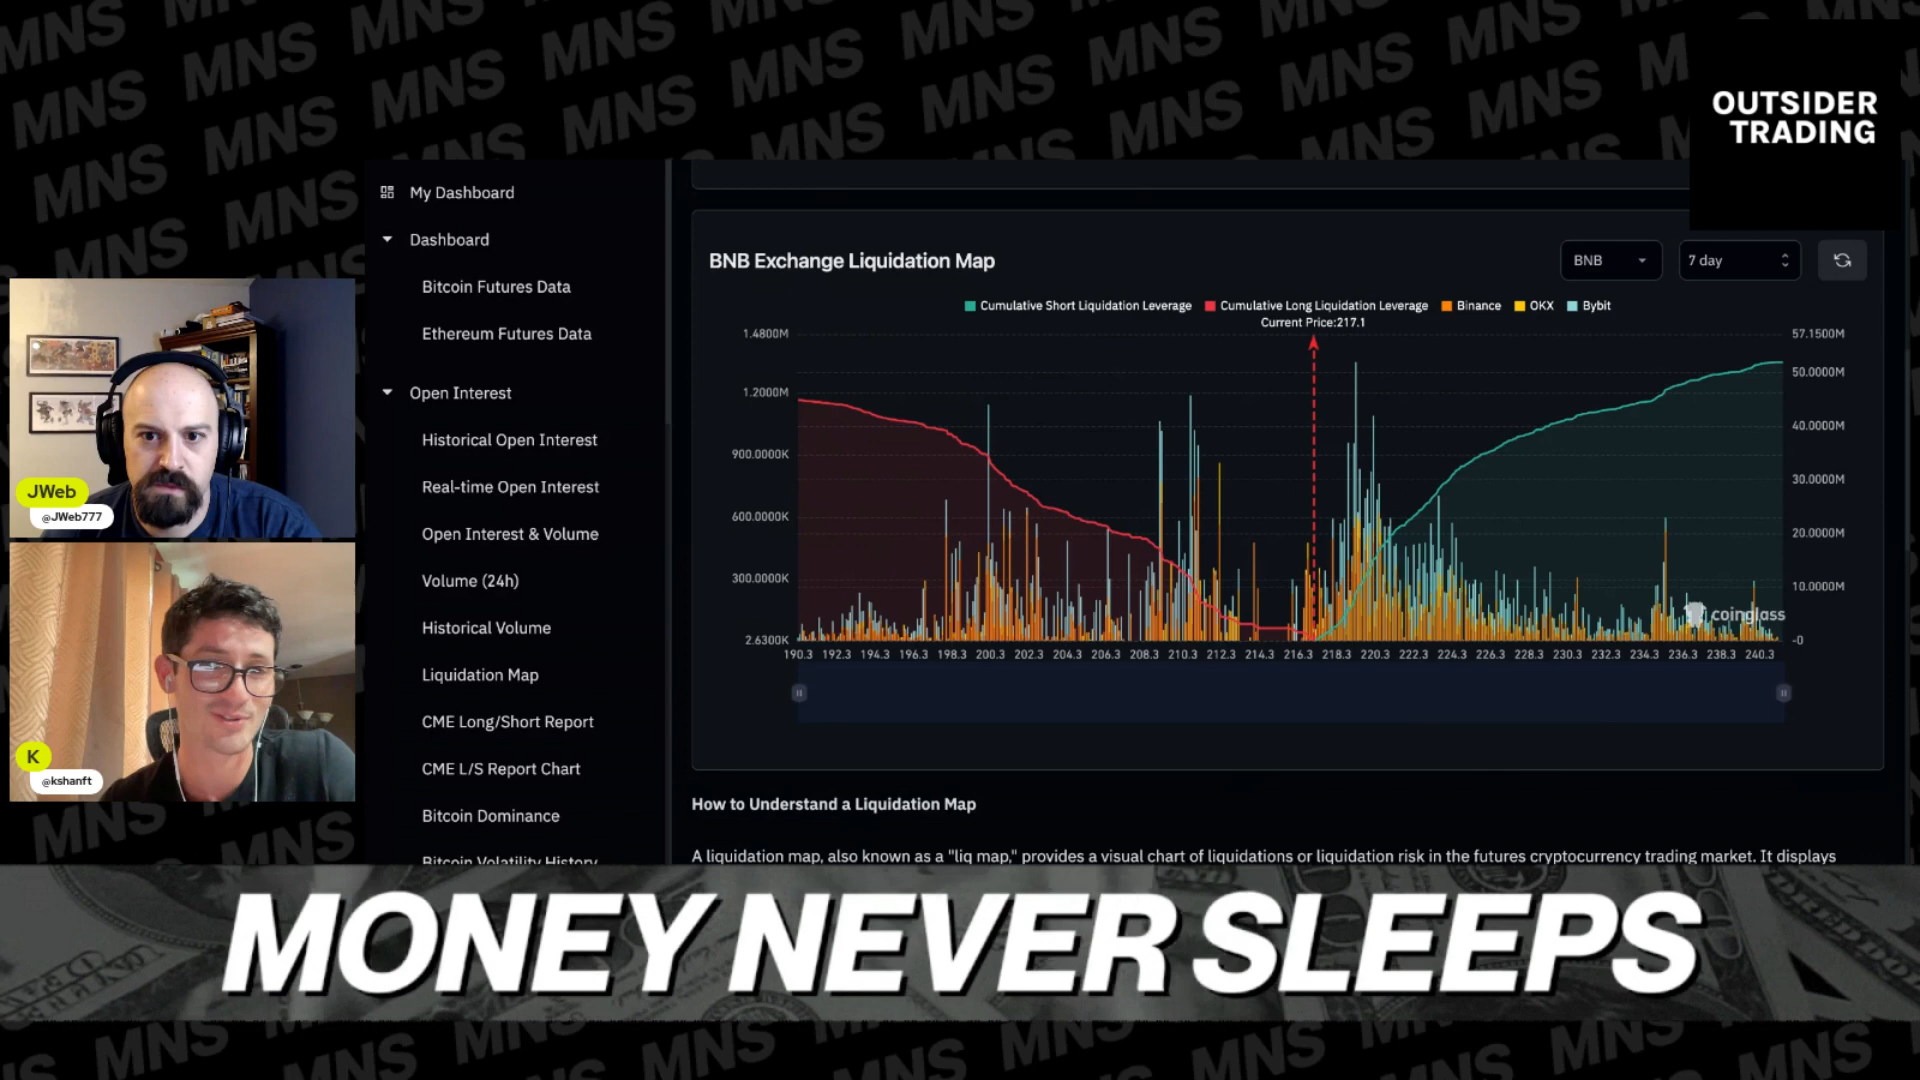 OUTSIDER
TRADING
My Dashboard
Dashboard
Bitcoin Futures Data
Ethereum Futures Data
Open Interest
Historical Open Interest
Real-time Open Interest
Open Interest & Volume
Volume (24h)
Historical Volume
Liquidation Map
CME Long/Short Report
CME L/S Report Chart
Bitcoin Dominance
Bitcoin Volatility History
BNB Exchange Liquidation Map
BNB
7 day
Cumulative Short Liquidation Leverage
Cumulative Long Liquidation Leverage
Binance
OKX
Bybit
Current Price:217.1
1.4800M
1.2000M
900.0000K
600.0000K
300.0000K
2.6300K
57.1500M
50.0000M
40.0000M
30.0000M
20.0000M
10.0000M
-0
190.3 192.3 194.3 196.3 198.3 200.3 202.3 204.3 206.3 208.3 210.3 212.3 214.3 216.3 218.3 220.3 222.3 224.3 226.3 228.3 230.3 232.3 234.3 236.3 238.3 240.3
coinglass
How to Understand a Liquidation Map
A liquidation map, also known as a "liq map," provides a visual chart of liquidations or liquidation risk in the futures cryptocurrency trading market. It displays
JWeb
@JWeb777
K
@kshanft
MONEY NEVER SLEEPS
MNS